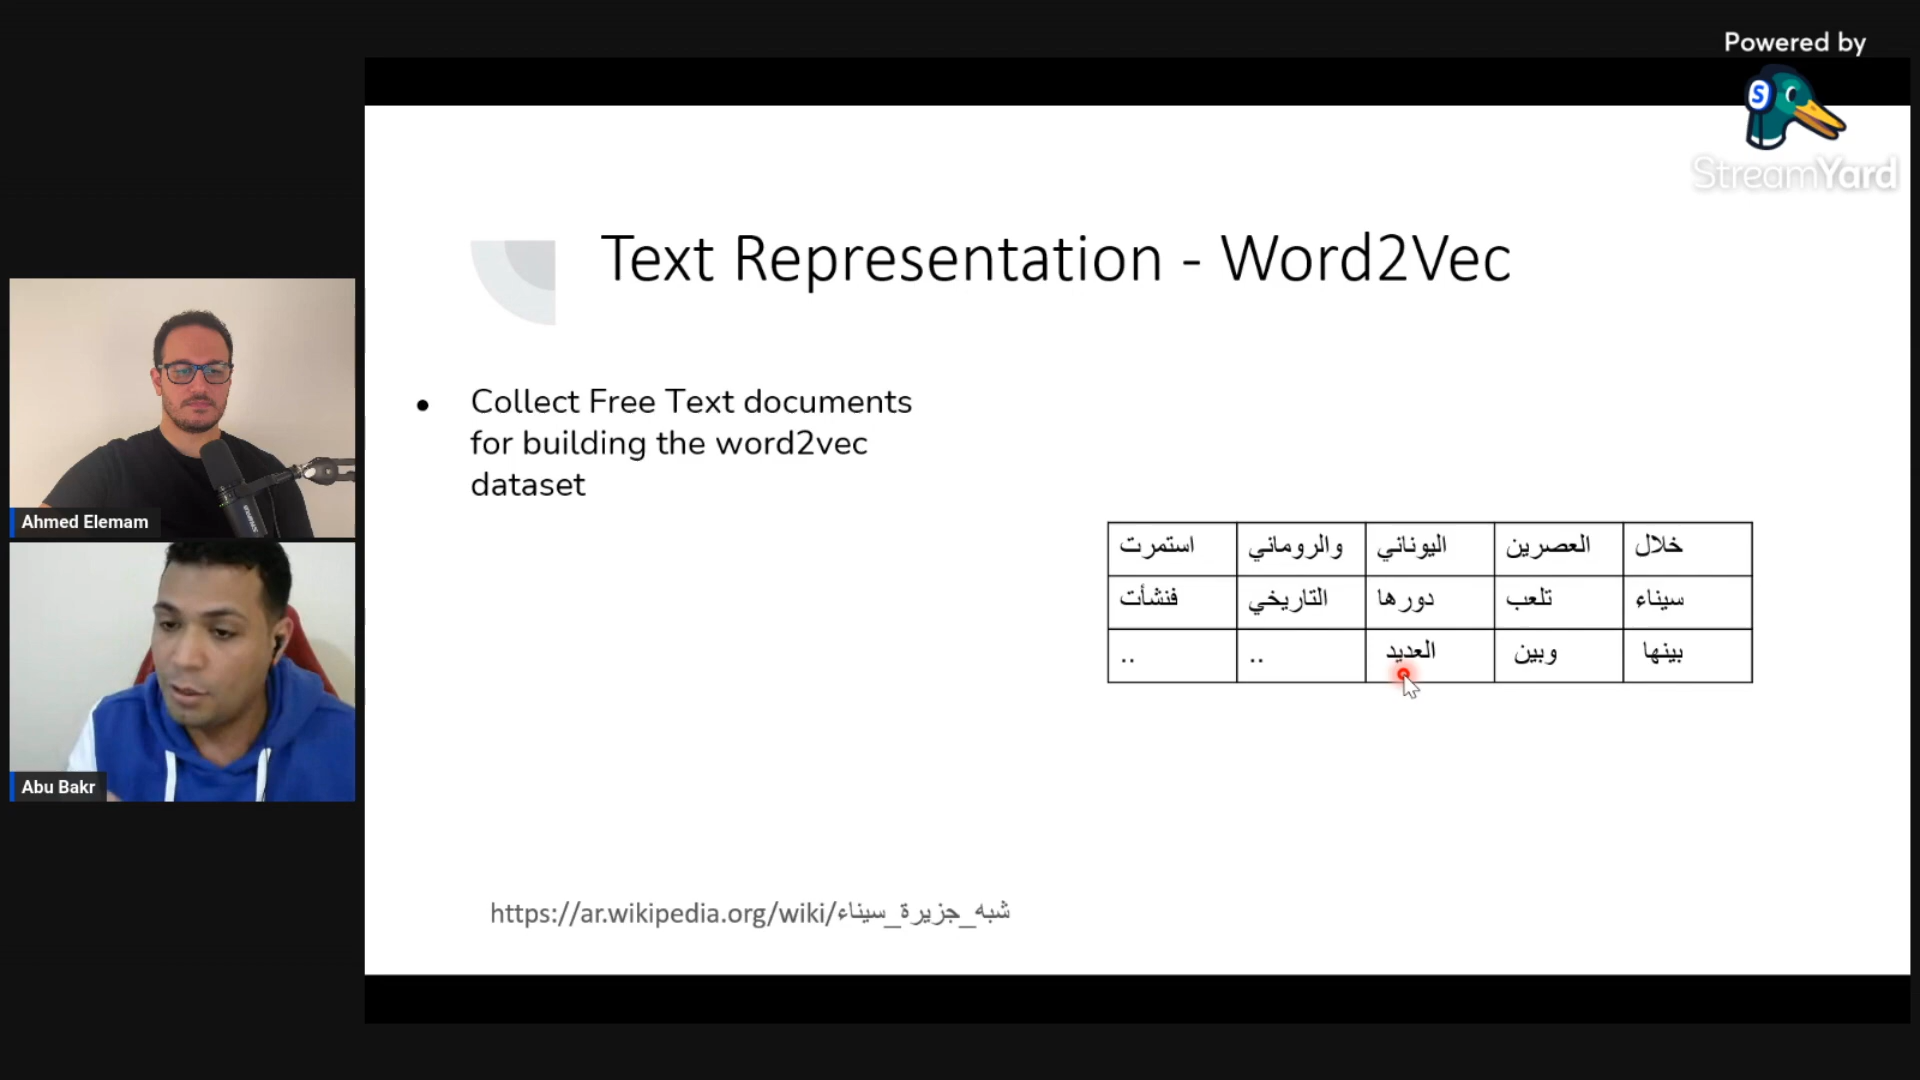 Powered by
StreamYard
Text Representation - Word2Vec
Collect Free Text documents
for building the word2vec
dataset
خلال العصرين اليوناني والروماني استمرت
سيناء تلعب دورها التاريخي فنشأت
بينها وبين العديد .. ..
https://ar.wikipedia.org/wiki/شبه_جزيرة_سيناء
Ahmed Elemam
Abu Bakr